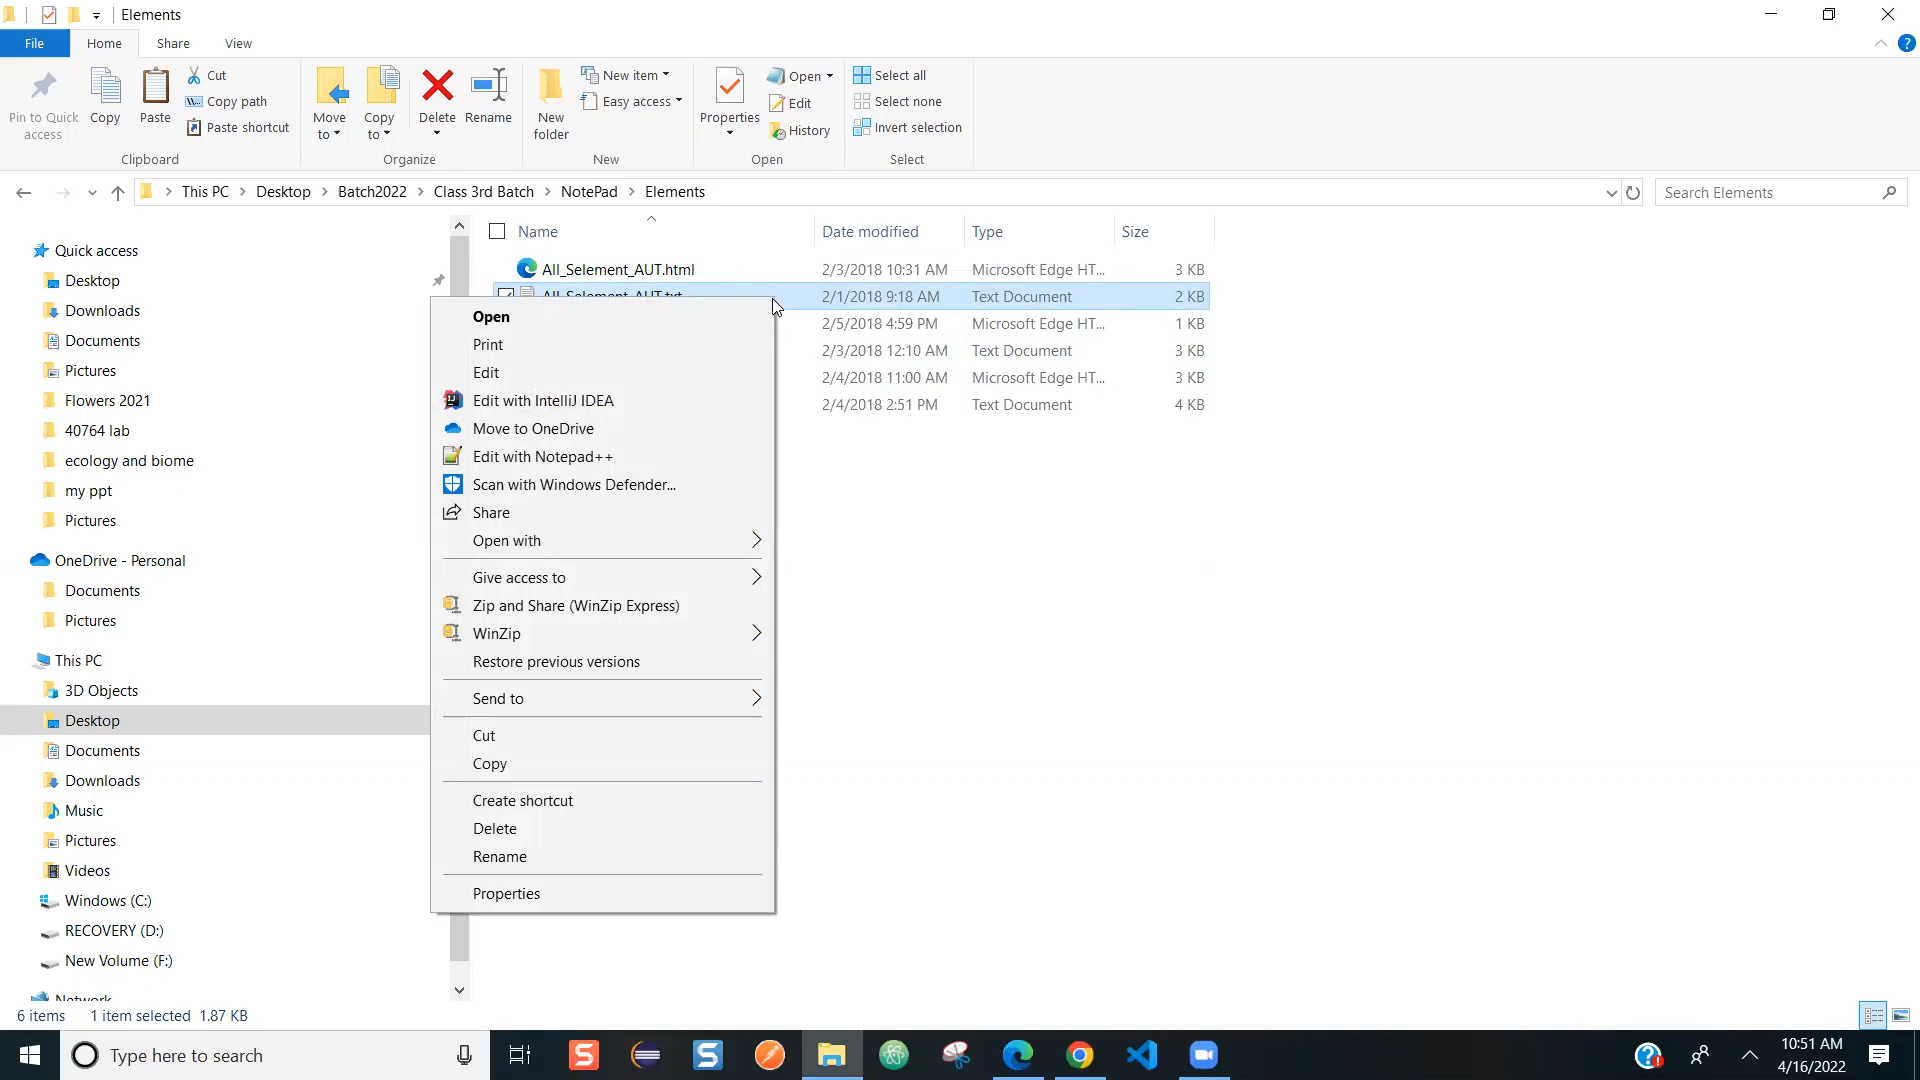 Elements
File Home Share View
Pin to Quick access
Copy
Paste
Cut
Copy path
Paste shortcut
Clipboard
Move to
Copy to
Delete
Rename
Organize
New folder
New item
Easy access
New
Properties
Open
Edit
History
Open
Select all
Select none
Invert selection
Select
This PC Desktop Batch2022 Class 3rd Batch NotePad Elements
Search Elements
Quick access
Desktop
Downloads
Documents
Pictures
Flowers 2021
40764 lab
ecology and biome
my ppt
Pictures
OneDrive - Personal
Documents
Pictures
This PC
3D Objects
Desktop
Documents
Downloads
Music
Pictures
Videos
Windows (C:)
RECOVERY (D:)
New Volume (F:)
Network
Name Date modified Type Size
All_Selement_AUT.html 2/3/2018 10:31 AM Microsoft Edge HT... 3 KB
All_Selement_AUT.txt 2/1/2018 9:18 AM Text Document 2 KB
2/5/2018 4:59 PM Microsoft Edge HT... 1 KB
2/3/2018 12:10 AM Text Document 3 KB
2/4/2018 11:00 AM Microsoft Edge HT... 3 KB
2/4/2018 2:51 PM Text Document 4 KB
Open
Print
Edit
Edit with IntelliJ IDEA
Move to OneDrive
Edit with Notepad++
Scan with Windows Defender...
Share
Open with
Give access to
Zip and Share (WinZip Express)
WinZip
Restore previous versions
Send to
Cut
Copy
Create shortcut
Delete
Rename
Properties
6 items 1 item selected 1.87 KB
Type here to search
10:51 AM
4/16/2022